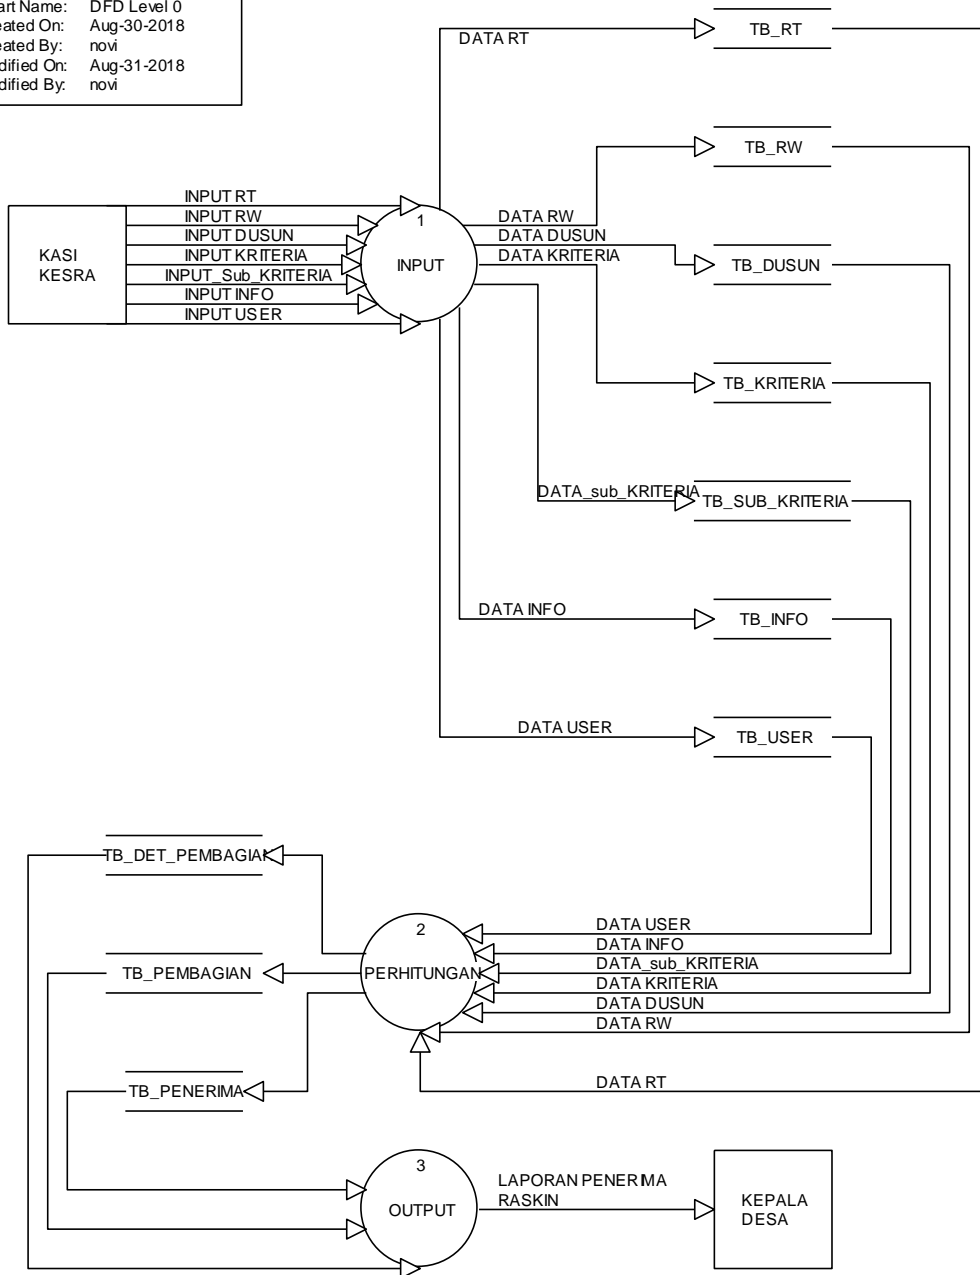 art Name: DFD Level 0
eated On: Aug-30-2018
eated By: novi
dified On: Aug-31-2018
dified By: novi
DATA RT
TB_RT
TB_RW
INPUT RT
INPUT RW
INPUT DUSUN
INPUT KRITERIA
INPUT_Sub_KRITERIA
INPUT INFO
INPUT USER
KASI
KESRA
1
INPUT
DATA RW
DATA DUSUN
DATA KRITERIA
TB_DUSUN
TB_KRITERIA
DATA_sub_KRITERIA
TB_SUB_KRITERIA
DATA INFO
TB_INFO
DATA USER
TB_USER
TB_DET_PEMBAGIAN
2
PERHITUNGAN
TB_PEMBAGIAN
DATA USER
DATA INFO
DATA_sub_KRITERIA
DATA KRITERIA
DATA DUSUN
DATA RW
DATA RT
TB_PENERIMA
3
OUTPUT
LAPORAN PENERIMA
RASKIN
KEPALA
DESA